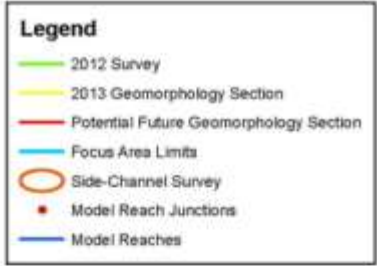 Legend
2012 Survey
2013 Geomorphology Section
Potential Future Geomorphology Section
Focus Area Limits
Side-Channel Survey
Model Reach Junctions
Model Reaches